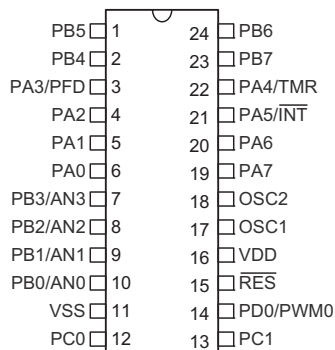 PB5 1 24 PB6
PB4 2 23 PB7
PA3/PFD 3 22 PA4/TMR
PA2 4 21 PA5/INT
PA1 5 20 PA6
PA0 6 19 PA7
PB3/AN3 7 18 OSC2
PB2/AN2 8 17 OSC1
PB1/AN1 9 16 VDD
PB0/AN0 10 15 RES
VSS 11 14 PD0/PWM0
PC0 12 13 PC1